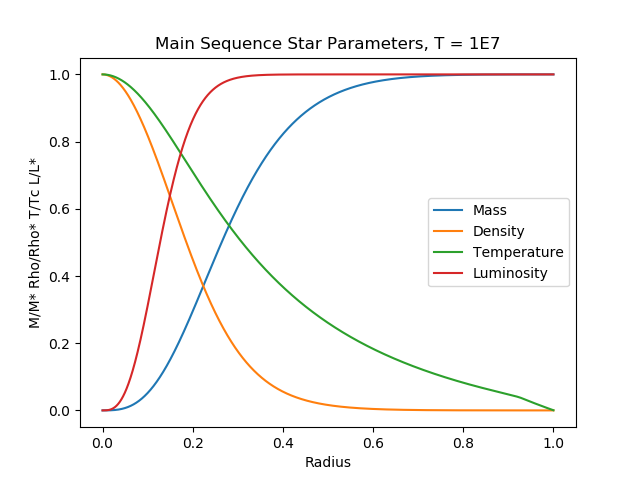 Main Sequence Star Parameters, T = 1E7
M/M* Rho/Rho* T/Tc L/L*
1.0
0.8
0.6
0.4
0.2
0.0
Mass
Density
Temperature
Luminosity
0.0 0.2 0.4 0.6 0.8 1.0
Radius